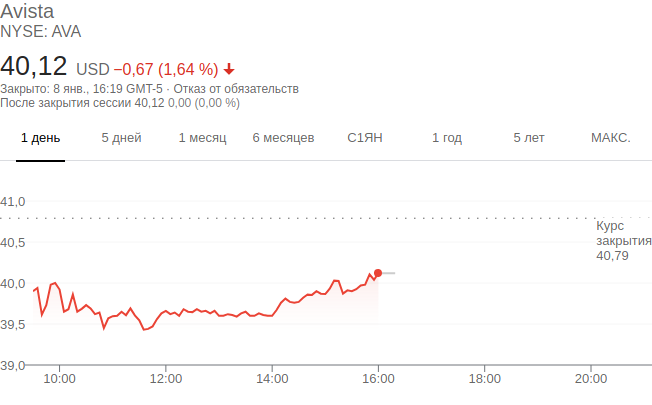 Avista
NYSE: AVA
40,12 USD −0,67 (1,64 %)
Закрыто: 8 янв., 16:19 GMT-5 · Отказ от обязательств
После закрытия сессии 40,12 0,00 (0,00 %)
1 день 5 дней 1 месяц 6 месяцев С1ЯН 1 год 5 лет МАКС.
41,0
Курс
закрытия
40,79
40,5
40,0
39,5
39,0
10:00 12:00 14:00 16:00 18:00 20:00